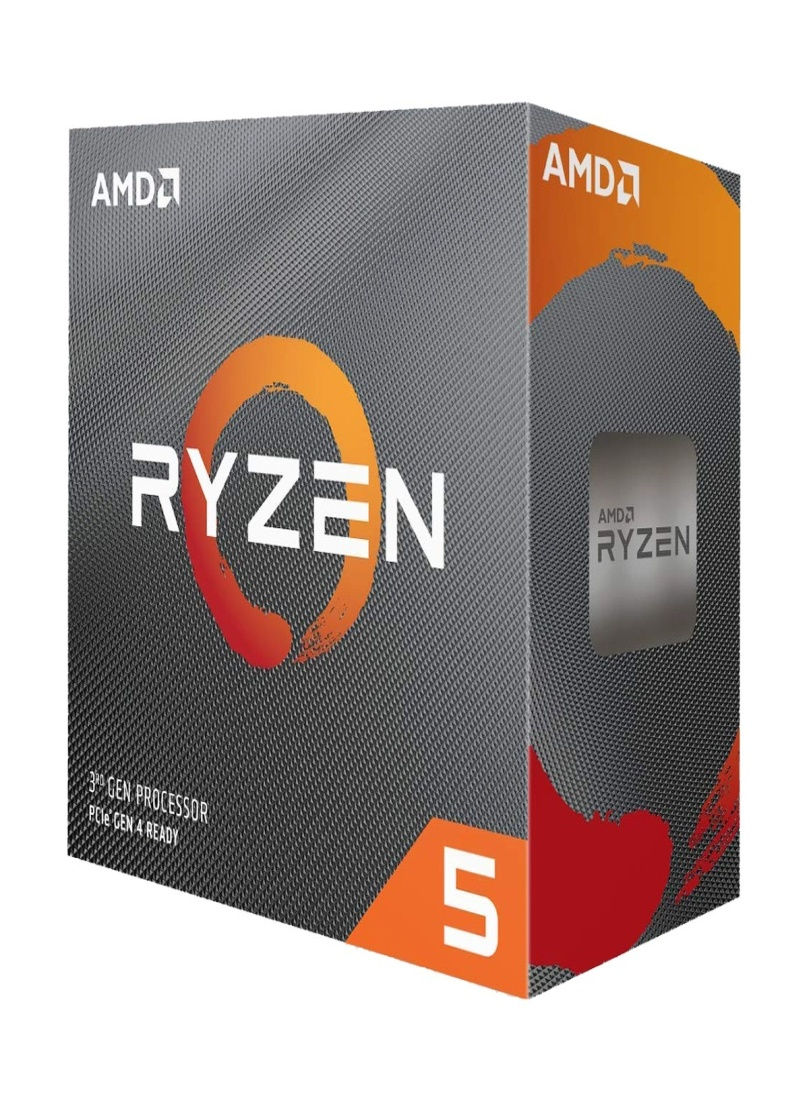 AMD
RYZEN
3RD GEN PROCESSOR
PCIe GEN 4 READY
5
AMD
AMD
RYZEN